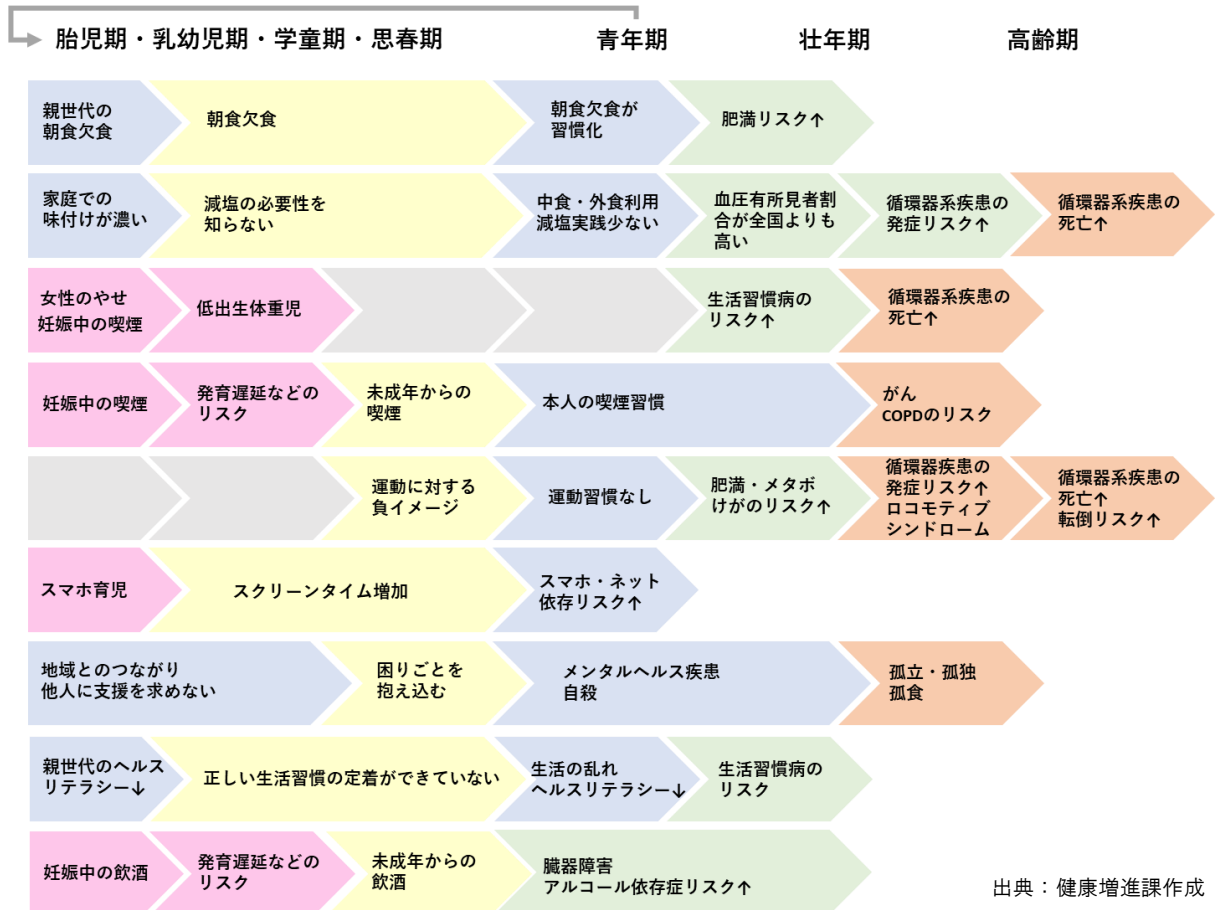 胎児期・乳幼児期・学童期・思春期
青年期
壮年期
高齢期
親世代の
朝食欠食
朝食欠食
朝食欠食が
習慣化
肥満リスク↑
家庭での
味付けが濃い
減塩の必要性を
知らない
中食・外食利用
減塩実践少ない
血圧有所見者割
合が全国よりも
高い
循環器系疾患の
発症リスク↑
循環器系疾患の
死亡↑
女性のやせ
妊娠中の喫煙
低出生体重児
生活習慣病の
リスク↑
循環器系疾患の
死亡↑
妊娠中の喫煙
発育遅延などの
リスク
未成年からの
喫煙
本人の喫煙習慣
がん
COPDのリスク
運動に対する
負イメージ
運動習慣なし
肥満・メタボ
けがのリスク↑
循環器疾患の
発症リスク↑
ロコモティブ
シンドローム
循環器系疾患の
死亡↑
転倒リスク↑
スマホ育児
スクリーンタイム増加
スマホ・ネット
依存リスク↑
地域とのつながり
他人に支援を求めない
困りごとを
抱え込む
メンタルヘルス疾患
自殺
孤立・孤独
孤食
親世代のヘルス
リテラシー↓
正しい生活習慣の定着ができていない
生活の乱れ
ヘルスリテラシー↓
生活習慣病の
リスク
妊娠中の飲酒
発育遅延などの
リスク
未成年からの
飲酒
臓器障害
アルコール依存症リスク↑
出典：健康増進課作成